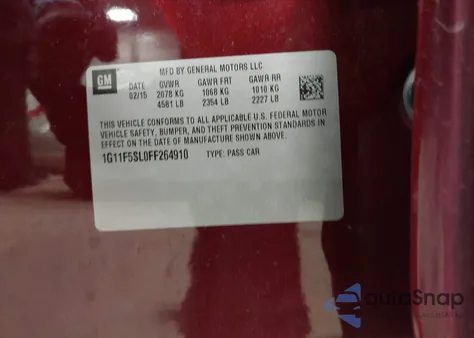 GM
MFD BY GENERAL MOTORS LLC
DATE GVWR GAWR FRT GAWR RR
02/15 2078 KG 1068 KG 1010 KG
4581 LB 2354 LB 2227 LB
THIS VEHICLE CONFORMS TO ALL APPLICABLE U.S. FEDERAL MOTOR
VEHICLE SAFETY, BUMPER, AND THEFT PREVENTION STANDARDS IN
EFFECT ON THE DATE OF MANUFACTURE SHOWN ABOVE.
1G11F5SL0FF264910 TYPE: PASS CAR
AutoSnap